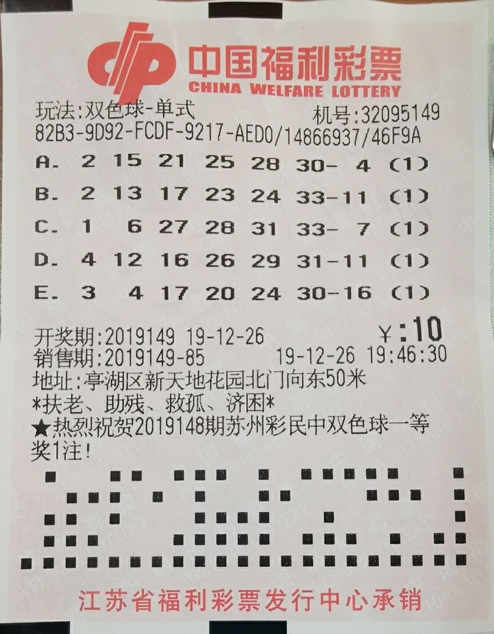 中国福利彩票
CHINA WELFARE LOTTERY
玩法:双色球-单式 机号:32095149
82B3-9D92-FCDF-9217-AED0/14866937/46F9A
A. 2 15 21 25 28 30- 4 (1)
B. 2 13 17 23 24 33-11 (1)
C. 1 6 27 28 31 33- 7 (1)
D. 4 12 16 26 29 31-11 (1)
E. 3 4 17 20 24 30-16 (1)
开奖期:2019149 19-12-26 ¥:10
销售期:2019149-85 19-12-26 19:46:30
地址:亭湖区新天地花园北门向东50米
*扶老、助残、救孤、济困*
★热烈祝贺2019148期苏州彩民中双色球一等
奖1注!
江苏省福利彩票发行中心承销